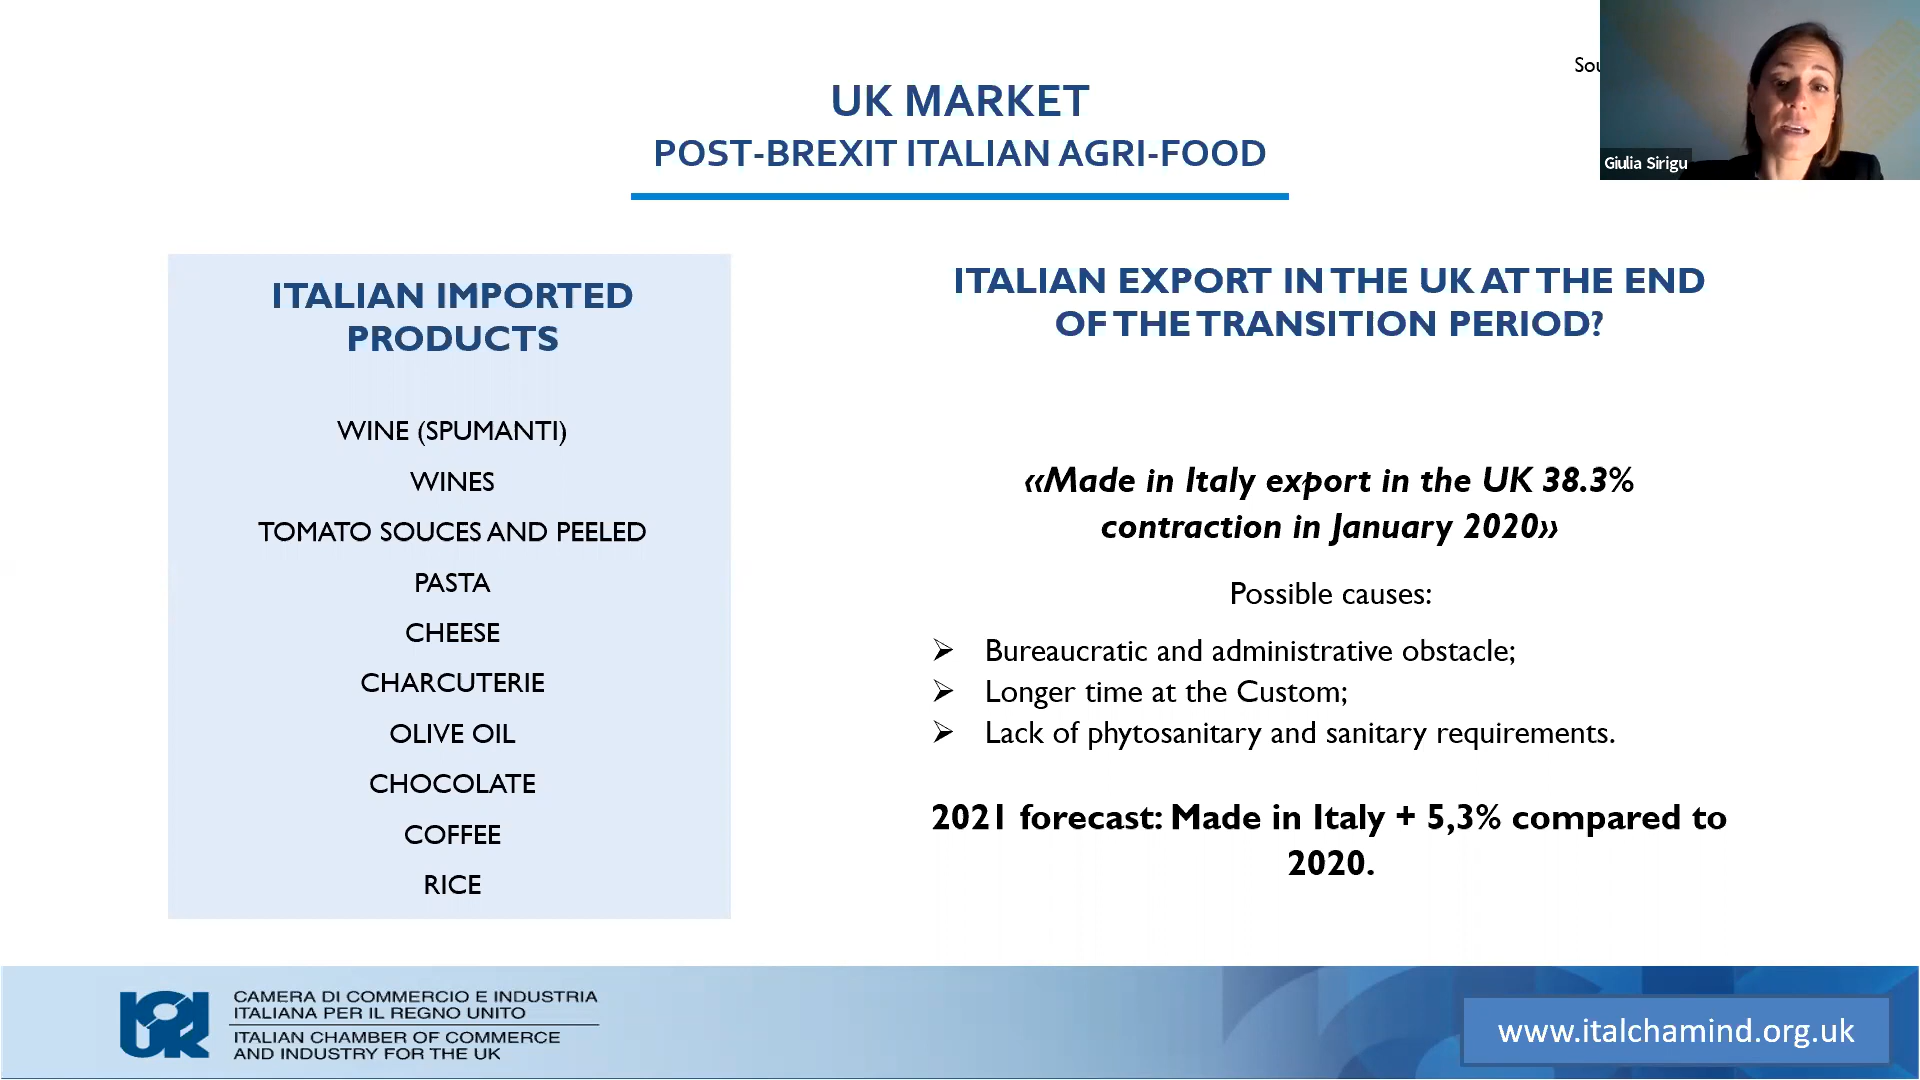 UK MARKET
POST-BREXIT ITALIAN AGRI-FOOD
Giulia Sirigu
ITALIAN IMPORTED
PRODUCTS
WINE (SPUMANTI)
WINES
TOMATO SOUCES AND PEELED
PASTA
CHEESE
CHARCUTERIE
OLIVE OIL
CHOCOLATE
COFFEE
RICE
ITALIAN EXPORT IN THE UK AT THE END
OF THE TRANSITION PERIOD?
«Made in Italy export in the UK 38.3%
contraction in January 2020»
Possible causes:
➢ Bureaucratic and administrative obstacle;
➢ Longer time at the Custom;
➢ Lack of phytosanitary and sanitary requirements.
2021 forecast: Made in Italy + 5,3% compared to
2020.
CAMERA DI COMMERCIO E INDUSTRIA
ITALIANA PER IL REGNO UNITO
ITALIAN CHAMBER OF COMMERCE
AND INDUSTRY FOR THE UK
www.italchamind.org.uk